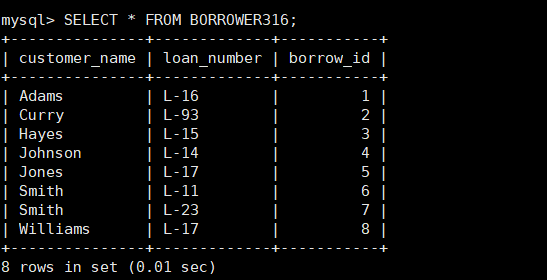 mysql> SELECT * FROM BORROWER316;
+---------------+-------------+-----------+
| customer_name | loan_number | borrow_id |
+---------------+-------------+-----------+
| Adams         | L-16        |         1 |
| Curry         | L-93        |         2 |
| Hayes         | L-15        |         3 |
| Johnson       | L-14        |         4 |
| Jones         | L-17        |         5 |
| Smith         | L-11        |         6 |
| Smith         | L-23        |         7 |
| Williams      | L-17        |         8 |
+---------------+-------------+-----------+
8 rows in set (0.01 sec)